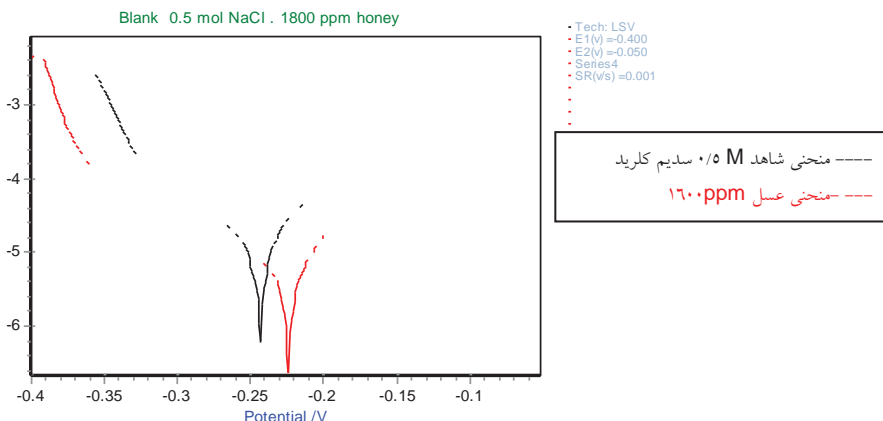 Blank 0.5 mol NaCl . 1800 ppm honey
Tech: LSV
E1(v) =-0.400
E2(v) =-0.050
Series4
SR(v/s) =0.001
---- منحنی شاهد ۰/۵ M سدیم کلرید
--- -منحنی عسل ۱۶۰۰ppm
-3
-4
-5
-6
-0.4 -0.35 -0.3 -0.25 -0.2 -0.15 -0.1
Potential /V